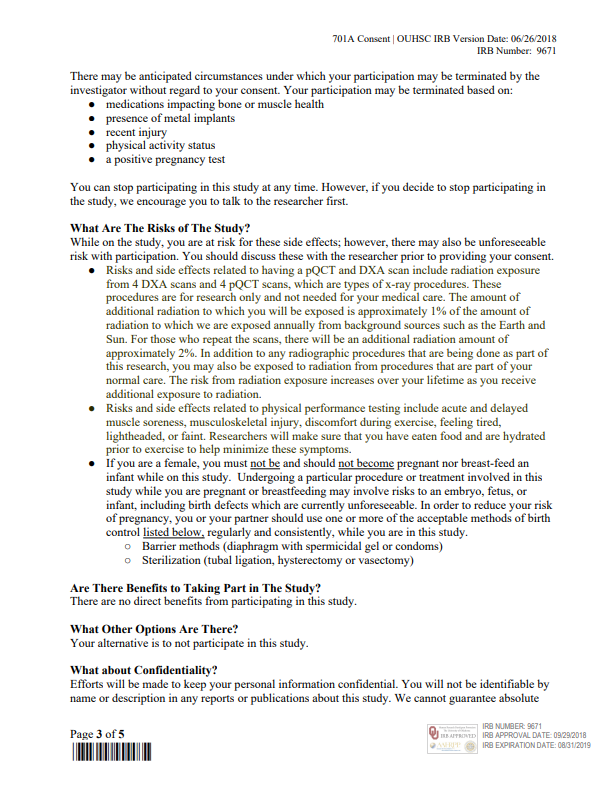 701A Consent | OUHSC IRB Version Date: 06/26/2018
IRB Number: 9671
There may be anticipated circumstances under which your participation may be terminated by the
investigator without regard to your consent. Your participation may be terminated based on:
● medications impacting bone or muscle health
● presence of metal implants
● recent injury
● physical activity status
● a positive pregnancy test
You can stop participating in this study at any time. However, if you decide to stop participating in
the study, we encourage you to talk to the researcher first.
What Are The Risks of The Study?
While on the study, you are at risk for these side effects; however, there may also be unforeseeable
risk with participation. You should discuss these with the researcher prior to providing your consent.
● Risks and side effects related to having a pQCT and DXA scan include radiation exposure
from 4 DXA scans and 4 pQCT scans, which are types of x-ray procedures. These
procedures are for research only and not needed for your medical care. The amount of
additional radiation to which you will be exposed is approximately 1% of the amount of
radiation to which we are exposed annually from background sources such as the Earth and
Sun. For those who repeat the scans, there will be an additional radiation amount of
approximately 2%. In addition to any radiographic procedures that are being done as part of
this research, you may also be exposed to radiation from procedures that are part of your
normal care. The risk from radiation exposure increases over your lifetime as you receive
additional exposure to radiation.
● Risks and side effects related to physical performance testing include acute and delayed
muscle soreness, musculoskeletal injury, discomfort during exercise, feeling tired,
lightheaded, or faint. Researchers will make sure that you have eaten food and are hydrated
prior to exercise to help minimize these symptoms.
● If you are a female, you must not be and should not become pregnant nor breast-feed an
infant while on this study. Undergoing a particular procedure or treatment involved in this
study while you are pregnant or breastfeeding may involve risks to an embryo, fetus, or
infant, including birth defects which are currently unforeseeable. In order to reduce your risk
of pregnancy, you or your partner should use one or more of the acceptable methods of birth
control listed below, regularly and consistently, while you are in this study.
○ Barrier methods (diaphragm with spermicidal gel or condoms)
○ Sterilization (tubal ligation, hysterectomy or vasectomy)
Are There Benefits to Taking Part in The Study?
There are no direct benefits from participating in this study.
What Other Options Are There?
Your alternative is to not participate in this study.
What about Confidentiality?
Efforts will be made to keep your personal information confidential. You will not be identifiable by
name or description in any reports or publications about this study. We cannot guarantee absolute
Page 3 of 5
IRB APPROVED
IRB NUMBER: 9671
IRB APPROVAL DATE: 09/29/2018
IRB EXPIRATION DATE: 08/31/2019